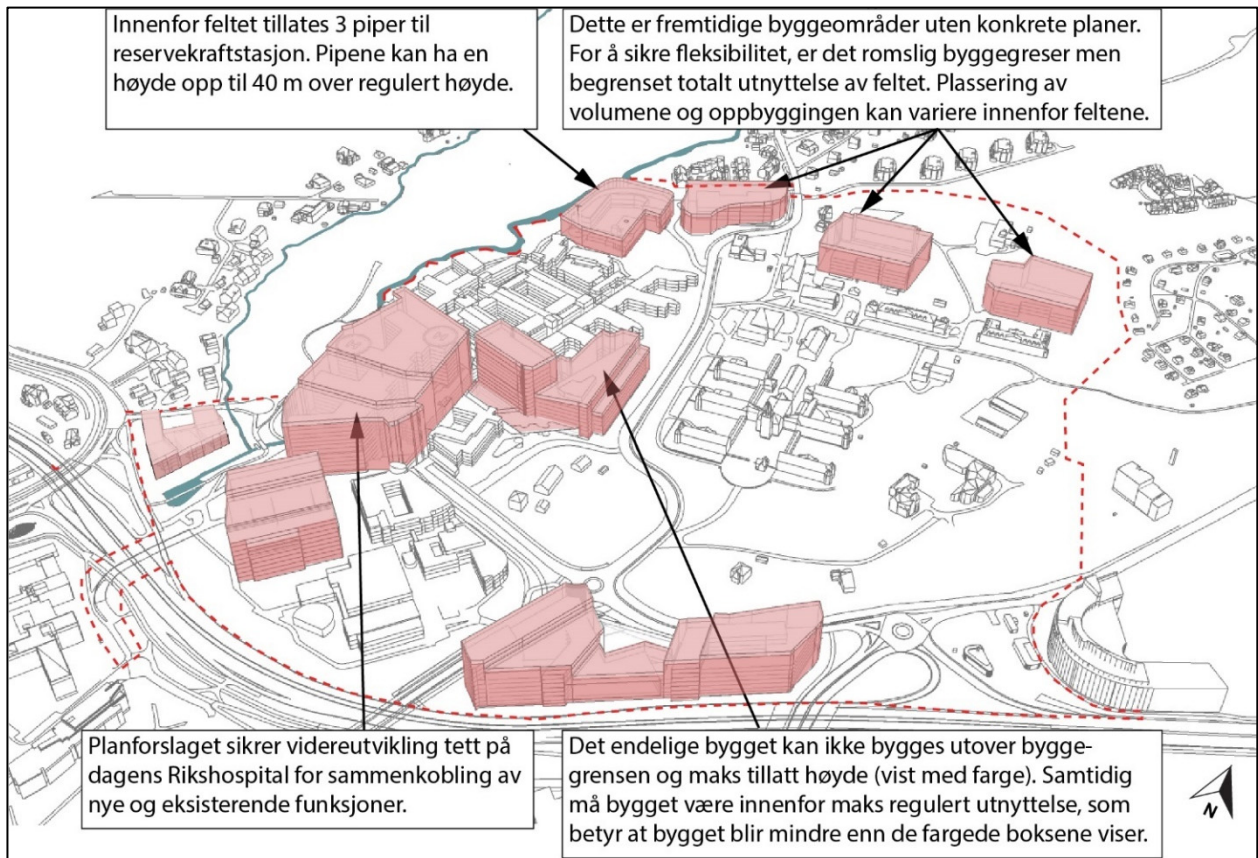 Innenfor feltet tillates 3 piper til
reservekraftstasjon. Pipene kan ha en
høyde opp til 40 m over regulert høyde.
Dette er fremtidige byggeområder uten konkrete planer.
For å sikre fleksibilitet, er det romslig byggegreser men
begrenset totalt utnyttelse av feltet. Plassering av
volumene og oppbyggingen kan variere innenfor feltene.
Planforslaget sikrer videreutvikling tett på
dagens Rikshospital for sammenkobling av
nye og eksisterende funksjoner.
Det endelige bygget kan ikke bygges utover bygge-
grensen og maks tillatt høyde (vist med farge). Samtidig
må bygget være innenfor maks regulert utnyttelse, som
betyr at bygget blir mindre enn de fargede boksene viser.
N